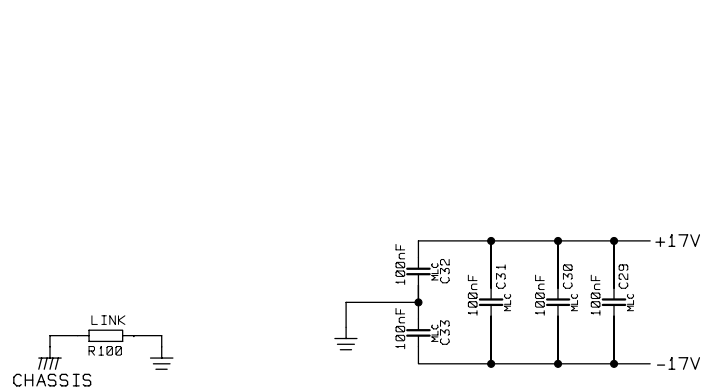 +17V
100nF
MLC
C32
100nF
MLC
C31
100nF
MLC
C30
100nF
MLC
C29
100nF
MLC
C33
LINK
R100
-17V
CHASSIS